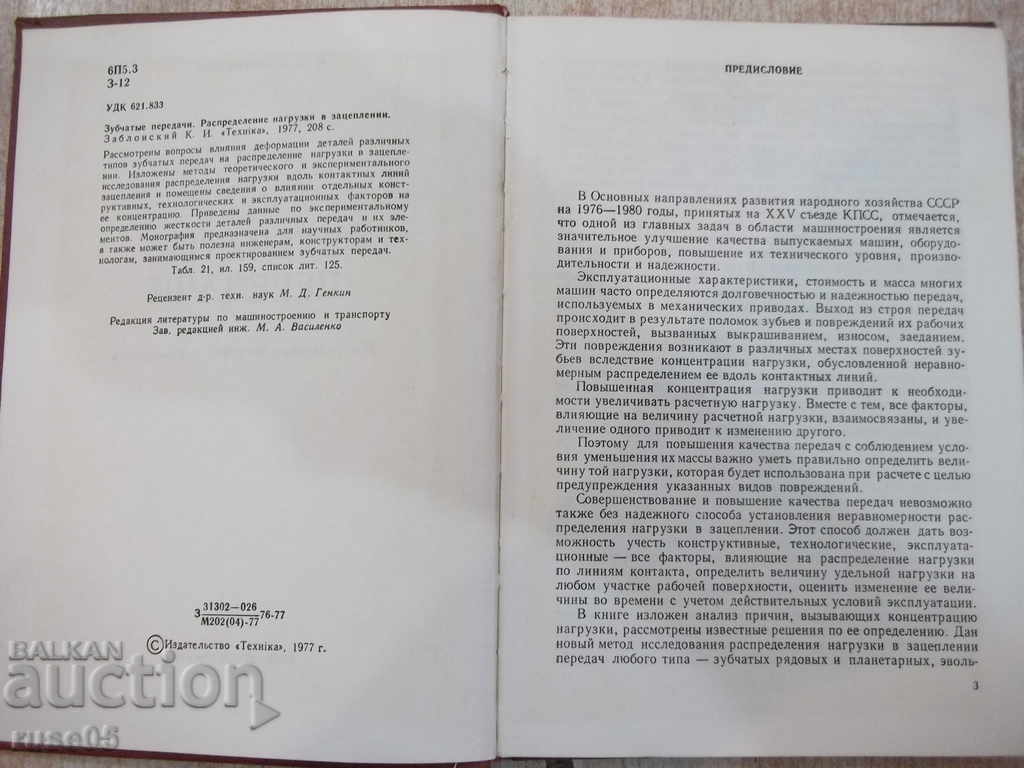 6П5.3
З-12
УДК 621.833
Зубчатые передачи. Распределение нагрузки в зацеплении.
Заблонский К. И. «Техніка», 1977, 208 с.
Рассмотрены вопросы влияния деформации деталей различных
типов зубчатых передач на распределение нагрузки в зацепле-
нии. Изложены методы теоретического и экспериментального
исследования распределения нагрузки вдоль контактных линий
зацепления и помещены сведения о влиянии отдельных конст-
руктивных, технологических и эксплуатационных факторов на
ее концентрацию. Приведены данные по экспериментальному
определению жесткости деталей различных передач и их эле-
ментов. Монография предназначена для научных работников,
а также может быть полезна инженерам, конструкторам и тех-
нологам, занимающимся проектированием зубчатых передач.
Табл. 21, ил. 159, список лит. 125.
Рецензент д-р. техн. наук М. Д. Генкин
Редакция литературы по машиностроению и транспорту
Зав. редакцией инж. М. А. Василенко
З 31302—026
М202(04)-77 76-77
© Издательство «Техніка», 1977 г.
ПРЕДИСЛОВИЕ
В Основных направлениях развития народного хозяйства СССР
на 1976—1980 годы, принятых на XXV съезде КПСС, отмечается,
что одной из главных задач в области машиностроения является
значительное улучшение качества выпускаемых машин, оборудо-
вания и приборов, повышение их технического уровня, произво-
дительности и надежности.
Эксплуатационные характеристики, стоимость и масса многих
машин часто определяются долговечностью и надежностью передач,
используемых в механических приводах. Выход из строя передач
происходит в результате поломок зубьев и повреждений их рабочих
поверхностей, вызванных выкрашиванием, износом, заеданием.
Эти повреждения возникают в различных местах поверхностей зу-
бьев вследствие концентрации нагрузки, обусловленной неравно-
мерным распределением ее вдоль контактных линий.
Повышенная концентрация нагрузки приводит к необходи-
мости увеличивать расчетную нагрузку. Вместе с тем, все факторы,
влияющие на величину расчетной нагрузки, взаимосвязаны, и уве-
личение одного приводит к изменению другого.
Поэтому для повышения качества передач с соблюдением усло-
вия уменьшения их массы важно уметь правильно определить вели-
чину той нагрузки, которая будет использована при расчете с целью
предупреждения указанных видов повреждений.
Совершенствование и повышение качества передач невозможно
также без надежного способа установления неравномерности рас-
пределения нагрузки в зацеплении. Этот способ должен дать воз-
можность учесть конструктивные, технологические, эксплуата-
ционные — все факторы, влияющие на распределение нагрузки
по линиям контакта, определить величину удельной нагрузки на
любом участке рабочей поверхности, оценить изменение ее вели-
чины во времени с учетом действительных условий эксплуатации.
В книге изложен анализ причин, вызывающих концентрацию
нагрузки, рассмотрены известные решения по ее определению. Дан
новый метод исследования распределения нагрузки в зацеплении
передач любого типа — зубчатых рядовых и планетарных, эволь-
3
BALKAN
auction
ruse05